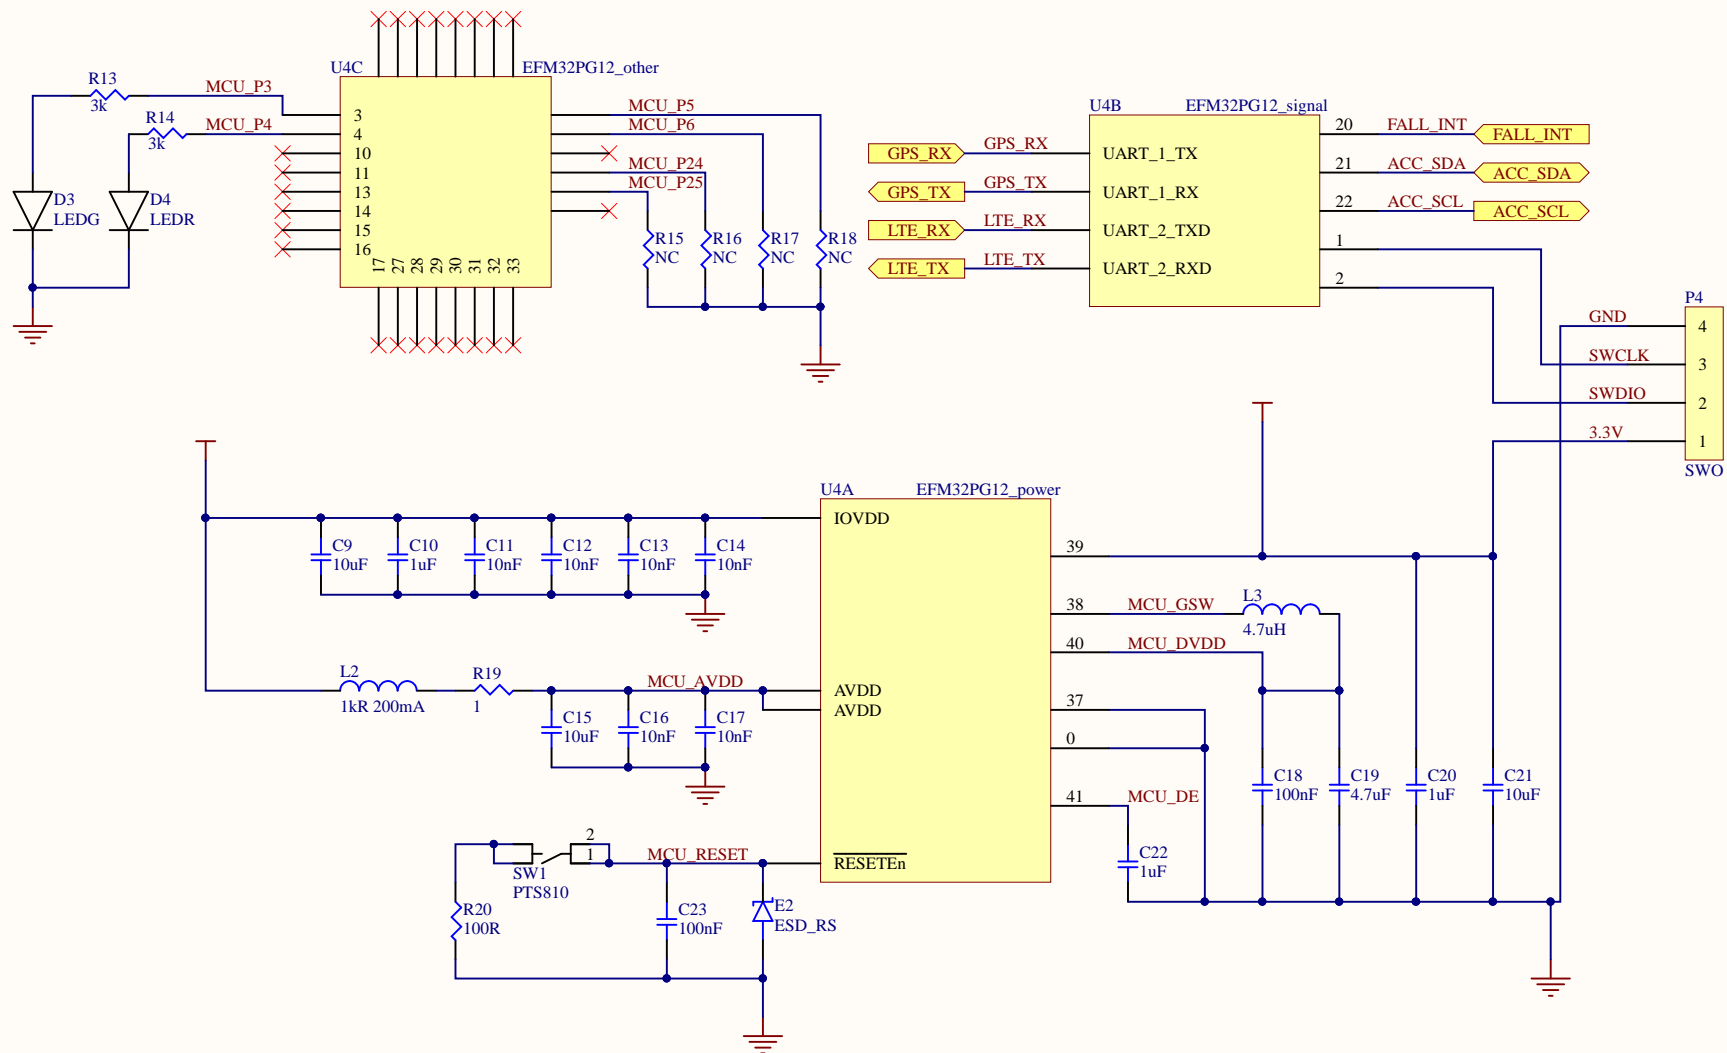 U4C
EFM32PG12_other
R13
3k
MCU_P3
R14
3k
MCU_P4
3
4
10
11
13
14
15
16
17
27
28
29
30
31
32
33
MCU_P5
MCU_P6
MCU_P24
MCU_P25
D3
LEDG
D4
LEDR
R15
NC
R16
NC
R17
NC
R18
NC
U4B
EFM32PG12_signal
GPS_RX
GPS_RX
UART_1_TX
GPS_TX
GPS_TX
UART_1_RX
LTE_RX
LTE_RX
UART_2_TXD
LTE_TX
LTE_TX
UART_2_RXD
20
FALL_INT
FALL_INT
21
ACC_SDA
ACC_SDA
22
ACC_SCL
ACC_SCL
1
2
P4
GND
4
SWCLK
3
SWDIO
2
3.3V
1
SWO
U4A
EFM32PG12_power
IOVDD
C9
10uF
C10
1uF
C11
10nF
C12
10nF
C13
10nF
C14
10nF
L2
1kR 200mA
R19
1
MCU_AVDD
AVDD
AVDD
C15
10uF
C16
10nF
C17
10nF
39
38
MCU_GSW
L3
4.7uH
40
MCU_DVDD
37
0
41
MCU_DE
C18
100nF
C19
4.7uF
C20
1uF
C21
10uF
C22
1uF
2
1
SW1
PTS810
MCU_RESET
RESETEn
R20
100R
C23
100nF
E2
ESD_RS